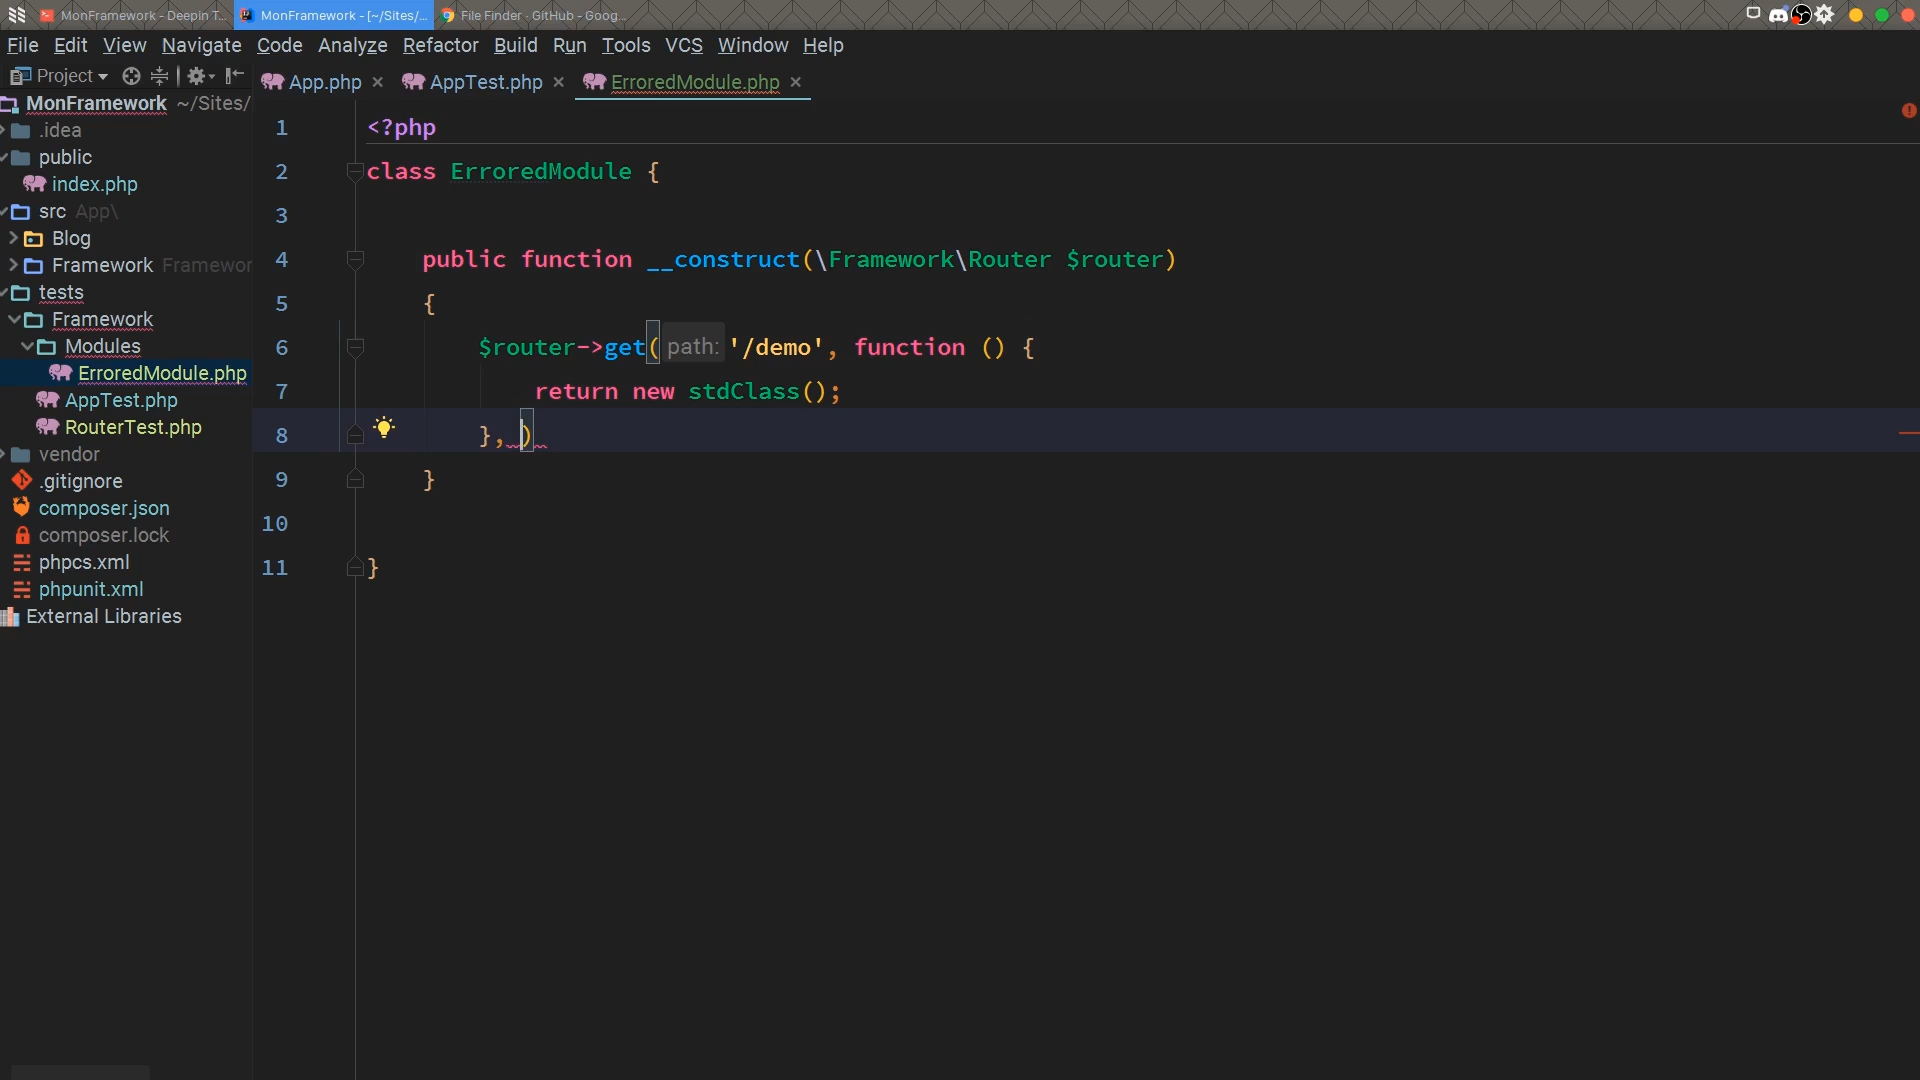 MonFramework - Deepin T...
MonFramework - [~/Sites/...
File Finder · GitHub - Goog...
File Edit View Navigate Code Analyze Refactor Build Run Tools VCS Window Help
Project
App.php
AppTest.php
ErroredModule.php
MonFramework ~/Sites/
.idea
public
index.php
src App\
Blog
Framework Framewor
tests
Framework
Modules
ErroredModule.php
AppTest.php
RouterTest.php
vendor
.gitignore
composer.json
composer.lock
phpcs.xml
phpunit.xml
External Libraries
1 <?php
2 class ErroredModule {
3
4 public function __construct(\Framework\Router $router)
5 {
6 $router->get( path: '/demo', function () {
7 return new stdClass();
8 }, )
9 }
10
11 }